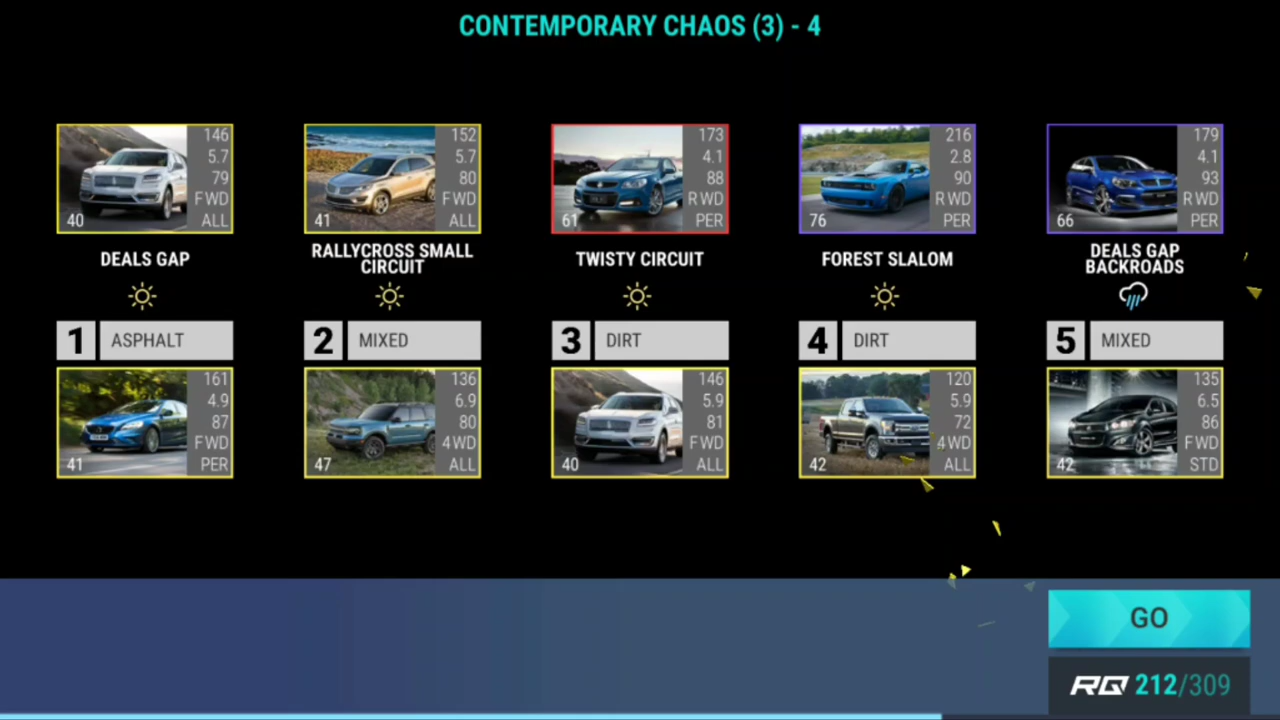 CONTEMPORARY CHAOS (3) - 4
146
5.7
79
FWD
ALL
40
152
5.7
80
FWD
ALL
41
173
4.1
88
RWD
PER
61
216
2.8
90
RWD
PER
76
179
4.1
93
RWD
PER
66
DEALS GAP
RALLYCROSS SMALL
CIRCUIT
TWISTY CIRCUIT
FOREST SLALOM
DEALS GAP
BACKROADS
1 ASPHALT
2 MIXED
3 DIRT
4 DIRT
5 MIXED
161
4.9
87
FWD
PER
41
136
6.9
80
4WD
ALL
47
146
5.9
81
FWD
ALL
40
120
5.9
72
4WD
ALL
42
135
6.5
86
FWD
STD
42
GO
RQ 212/309